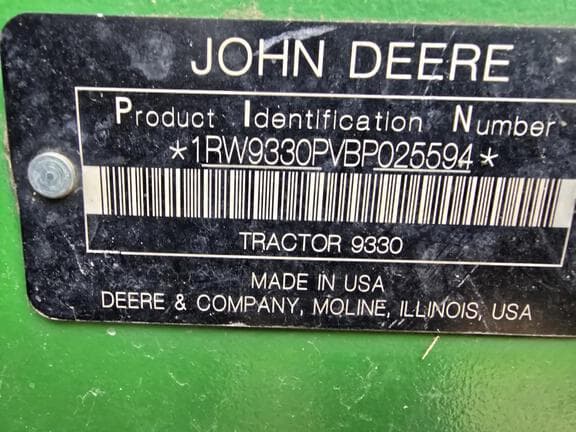 JOHN DEERE
Product Identification Number
*1RW9330PVBP025594*
TRACTOR 9330
MADE IN USA
DEERE & COMPANY, MOLINE, ILLINOIS, USA